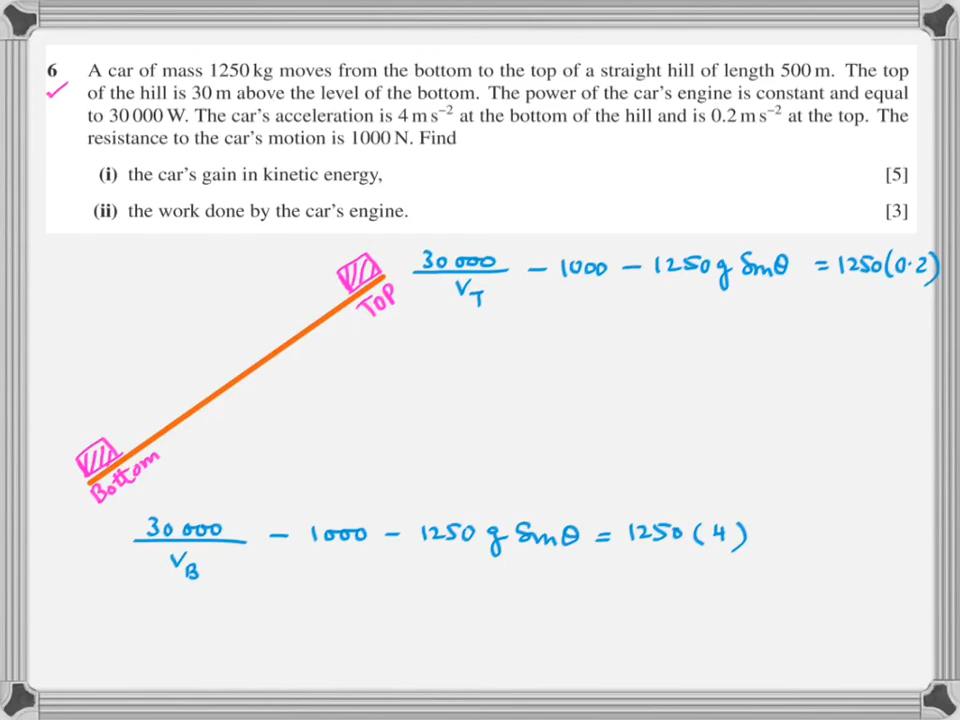 6 A car of mass 1250 kg moves from the bottom to the top of a straight hill of length 500 m. The top
of the hill is 30 m above the level of the bottom. The power of the car's engine is constant and equal
to 30 000 W. The car's acceleration is 4 m s⁻² at the bottom of the hill and is 0.2 m s⁻² at the top. The
resistance to the car's motion is 1000 N. Find
(i) the car's gain in kinetic energy, [5]
(ii) the work done by the car's engine. [3]
30 000 / V_T − 1000 − 1250 g Sinθ = 1250(0.2)
Top
Bottom
30 000 / V_B − 1000 − 1250 g Sinθ = 1250 (4)